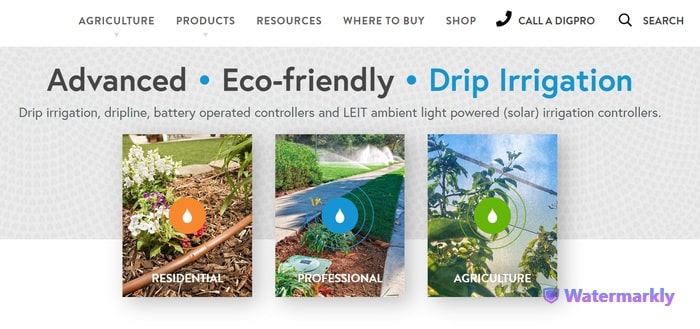 AGRICULTURE PRODUCTS RESOURCES WHERE TO BUY SHOP CALL A DIGPRO SEARCH
Advanced • Eco-friendly • Drip Irrigation
Drip irrigation, dripline, battery operated controllers and LEIT ambient light powered (solar) irrigation controllers.
RESIDENTIAL PROFESSIONAL AGRICULTURE
Watermarkly